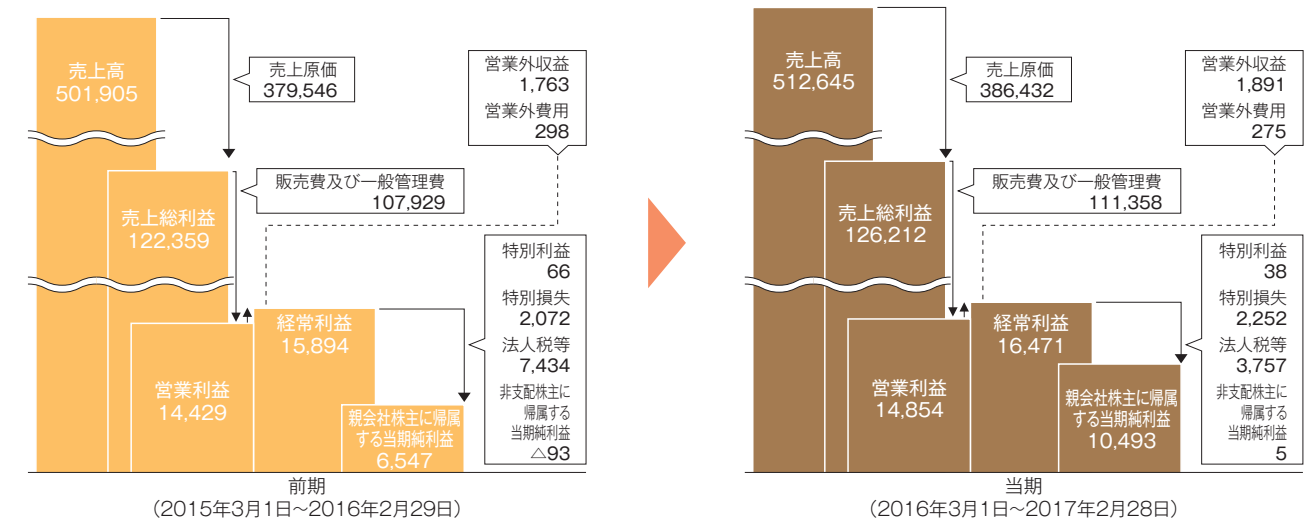 売上高
501,905
売上原価
379,546
営業外収益
1,763
営業外費用
298
販売費及び一般管理費
107,929
売上総利益
122,359
特別利益
66
特別損失
2,072
法人税等
7,434
非支配株主に
帰属する
当期純利益
△93
経常利益
15,894
営業利益
14,429
親会社株主に帰属
する当期純利益
6,547
前期
（2015年3月1日～2016年2月29日）
売上高
512,645
売上原価
386,432
営業外収益
1,891
営業外費用
275
販売費及び一般管理費
111,358
売上総利益
126,212
特別利益
38
特別損失
2,252
法人税等
3,757
非支配株主に
帰属する
当期純利益
5
経常利益
16,471
営業利益
14,854
親会社株主に帰属
する当期純利益
10,493
当期
（2016年3月1日～2017年2月28日）